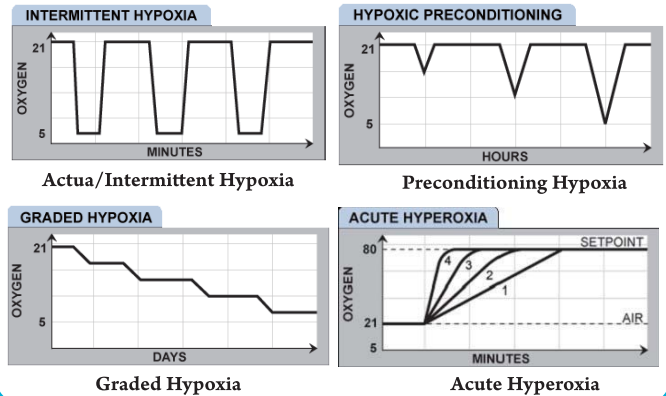 INTERMITTENT HYPOXIA
21
OXYGEN
5
MINUTES
Actua/Intermittent Hypoxia
HYPOXIC PRECONDITIONING
21
OXYGEN
5
HOURS
Preconditioning Hypoxia
GRADED HYPOXIA
21
OXYGEN
5
DAYS
Graded Hypoxia
ACUTE HYPEROXIA
80
SETPOINT
4
3
2
1
OXYGEN
21
AIR
5
MINUTES
Acute Hyperoxia